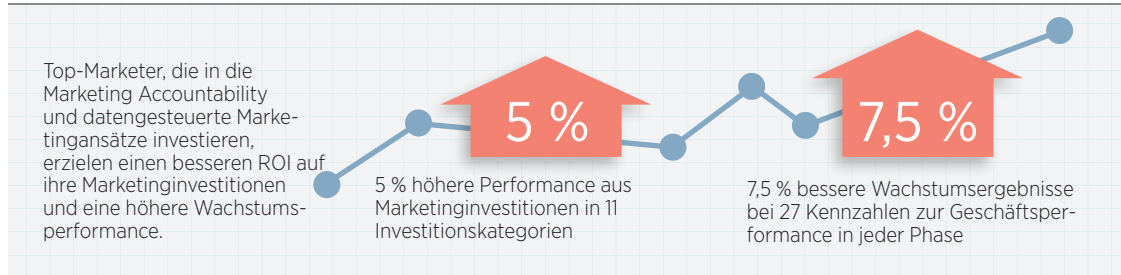 Top-Marketer, die in die
Marketing Accountability
und datengesteuerte Marke-
tingansätze investieren,
erzielen einen besseren ROI auf
ihre Marketinginvestitionen
und eine höhere Wachstums-
performance.
5 %
5 % höhere Performance aus
Marketinginvestitionen in 11
Investitionskategorien
7,5 %
7,5 % bessere Wachstumsergebnisse
bei 27 Kennzahlen zur Geschäftsper-
formance in jeder Phase